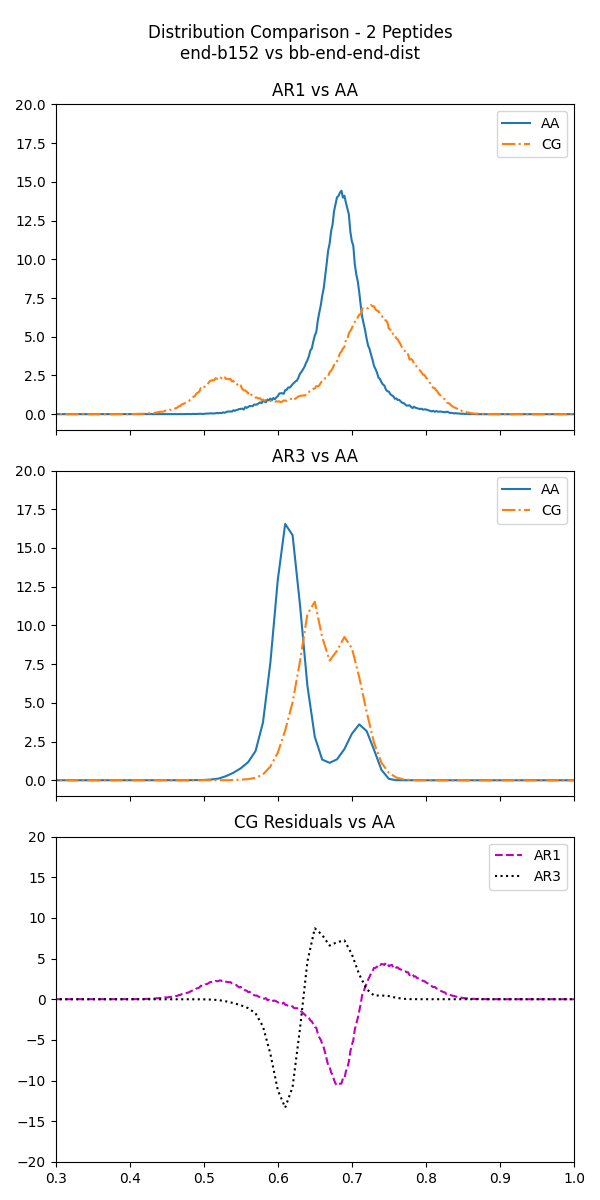 Distribution Comparison - 2 Peptides
end-b152 vs bb-end-end-dist
AR1 vs AA
20.0
17.5
15.0
12.5
10.0
7.5
5.0
2.5
0.0
AA
CG
AR3 vs AA
20.0
17.5
15.0
12.5
10.0
7.5
5.0
2.5
0.0
AA
CG
CG Residuals vs AA
20
15
10
5
0
−5
−10
−15
−20
AR1
AR3
0.3 0.4 0.5 0.6 0.7 0.8 0.9 1.0